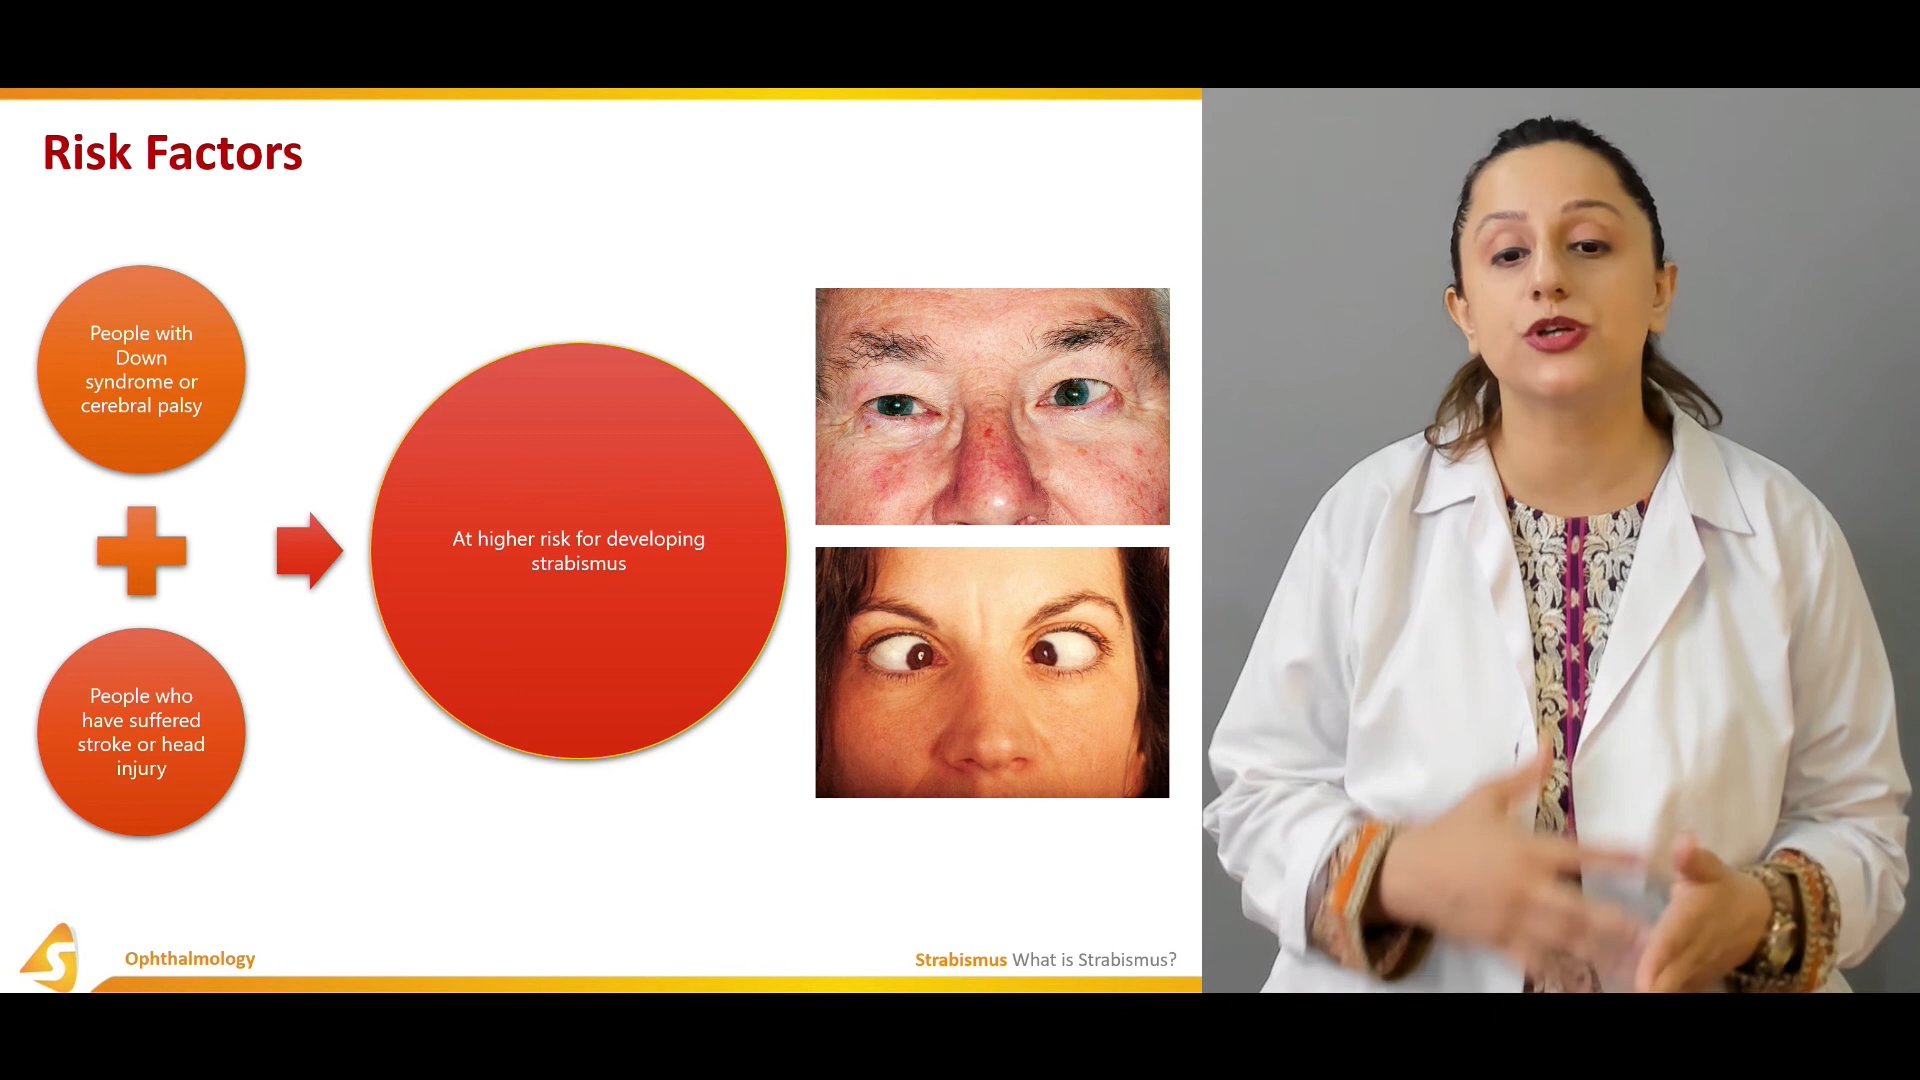 Risk Factors
People with
Down
syndrome or
cerebral palsy
People who
have suffered
stroke or head
injury
At higher risk for developing
strabismus
Ophthalmology
Strabismus What is Strabismus?